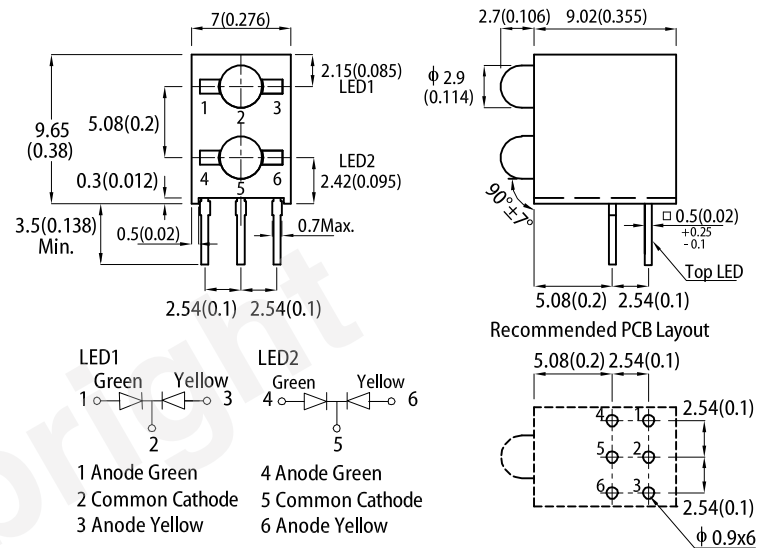 7(0.276)
2.7(0.106)
9.02(0.355)
2.15(0.085)
LED1
ϕ 2.9
(0.114)
1
2
3
9.65
(0.38)
5.08(0.2)
4
5
6
LED2
2.42(0.095)
0.3(0.012)
3.5(0.138)
Min.
0.5(0.02)
0.7Max.
90°±7°
□ 0.5(0.02)
+0.25
- 0.1
Top LED
2.54(0.1)
2.54(0.1)
5.08(0.2)
2.54(0.1)
Recommended PCB Layout
LED1
Green
Yellow
1
3
2
LED2
Green
Yellow
4
6
5
5.08(0.2)
2.54(0.1)
4
1
2.54(0.1)
5
2
6
3
2.54(0.1)
ϕ 0.9x6
1 Anode Green
2 Common Cathode
3 Anode Yellow
4 Anode Green
5 Common Cathode
6 Anode Yellow
bright